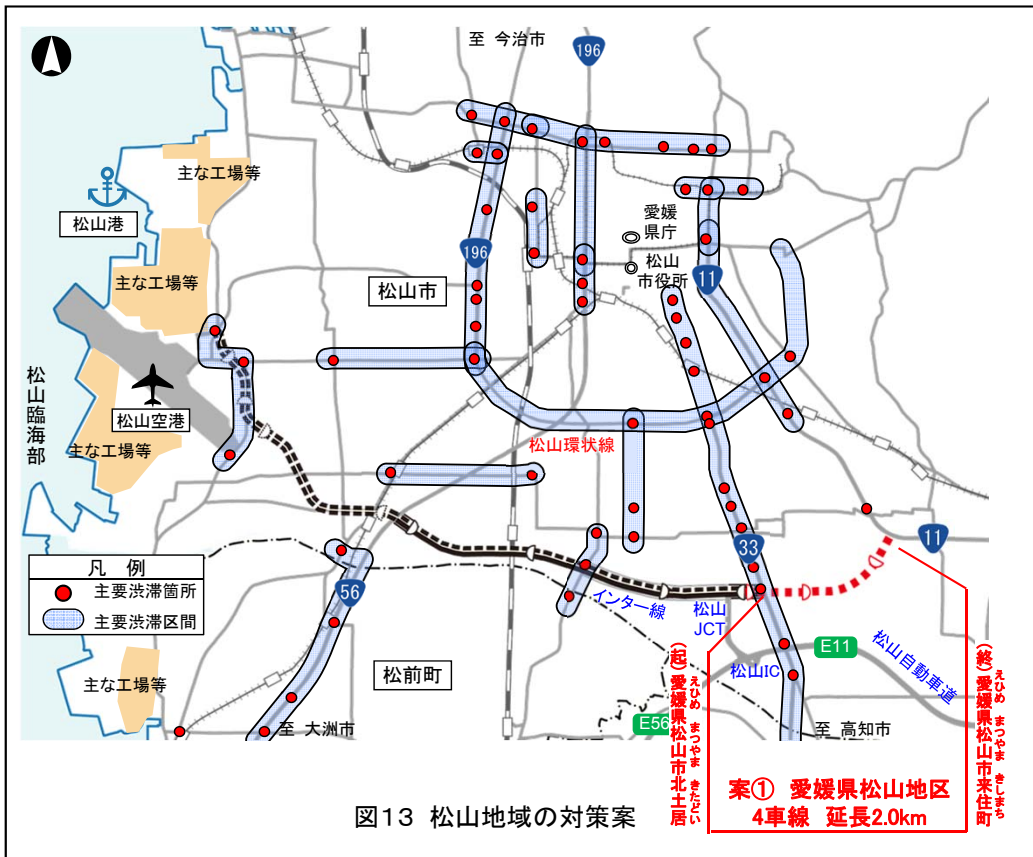 至 今治市
196
主な工場等
松山港
愛媛
県庁
松山
市役所
196
11
主な工場等
松山市
松山臨海部
松山空港
主な工場等
松山環状線
凡 例
主要渋滞箇所
主要渋滞区間
33
11
56
インター線
松山
JCT
E11
松山自動車道
松山IC
主な工場等
松前町
E56
至 大洲市
至 高知市
(起)愛媛県松山市北土居
えひめ まつやま きたどい
(終)愛媛県松山市来住町
えひめ まつやま きしまち
案① 愛媛県松山地区
4車線 延長2.0km
図13 松山地域の対策案